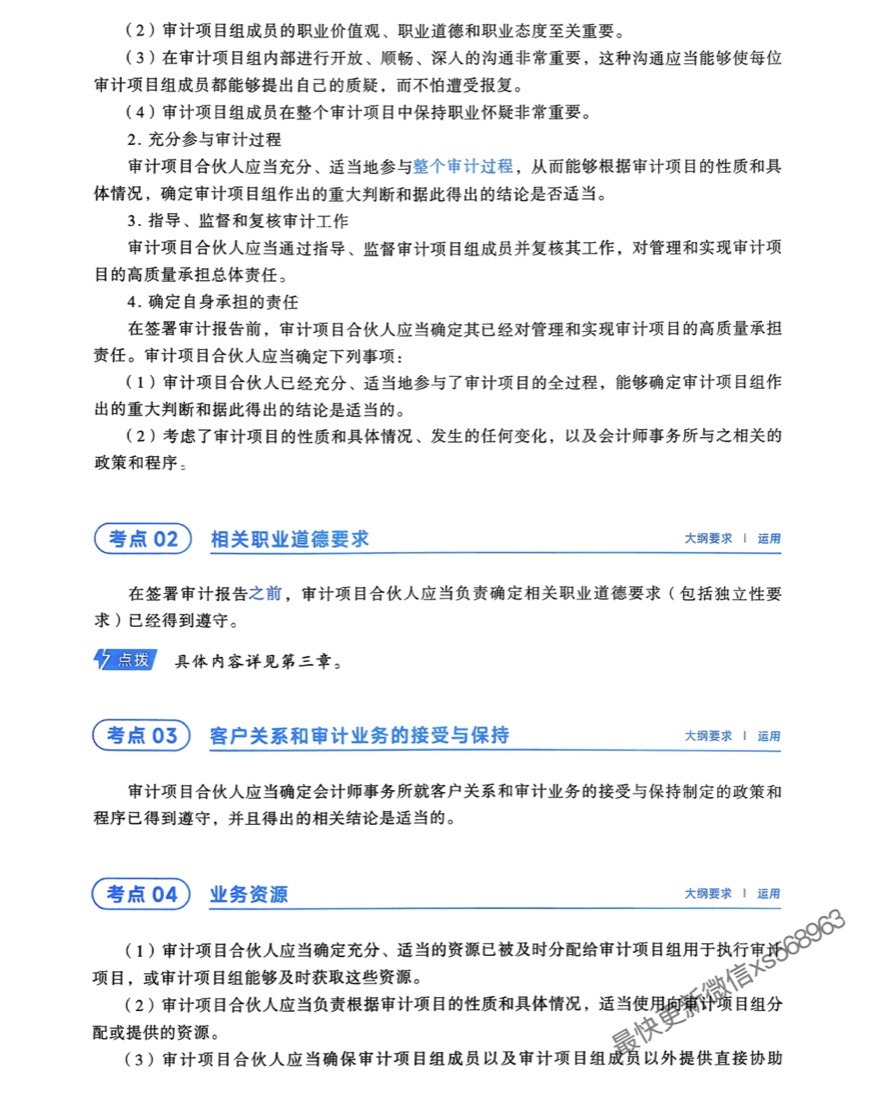 （2）审计项目组成员的职业价值观、职业道德和职业态度至关重要。
（3）在审计项目组内部进行开放、顺畅、深人的沟通非常重要，这种沟通应当能够使每位
审计项目组成员都能够提出自己的质疑，而不怕遭受报复。
（4）审计项目组成员在整个审计项目中保持职业怀疑非常重要。
2. 充分参与审计过程
审计项目合伙人应当充分、适当地参与整个审计过程，从而能够根据审计项目的性质和具
体情况，确定审计项目组作出的重大判断和据此得出的结论是否适当。
3. 指导、监督和复核审计工作
审计项目合伙人应当通过指导、监督审计项目组成员并复核其工作，对管理和实现审计项
目的高质量承担总体责任。
4. 确定自身承担的责任
在签署审计报告前，审计项目合伙人应当确定其已经对管理和实现审计项目的高质量承担
责任。审计项目合伙人应当确定下列事项：
（1）审计项目合伙人已经充分、适当地参与了审计项目的全过程，能够确定审计项目组作
出的重大判断和据此得出的结论是适当的。
（2）考虑了审计项目的性质和具体情况、发生的任何变化，以及会计师事务所与之相关的
政策和程序。
考点 02 相关职业道德要求 大纲要求 | 运用
在签署审计报告之前，审计项目合伙人应当负责确定相关职业道德要求（包括独立性要
求）已经得到遵守。
点拨 具体内容详见第三章。
考点 03 客户关系和审计业务的接受与保持 大纲要求 | 运用
审计项目合伙人应当确定会计师事务所就客户关系和审计业务的接受与保持制定的政策和
程序已得到遵守，并且得出的相关结论是适当的。
考点 04 业务资源 大纲要求 | 运用
（1）审计项目合伙人应当确定充分、适当的资源已被及时分配给审计项目组用于执行审计
项目，或审计项目组能够及时获取这些资源。
（2）审计项目合伙人应当负责根据审计项目的性质和具体情况，适当使用向审计项目组分
配或提供的资源。
（3）审计项目合伙人应当确保审计项目组成员以及审计项目组成员以外提供直接协助
最快更新微信xs668963